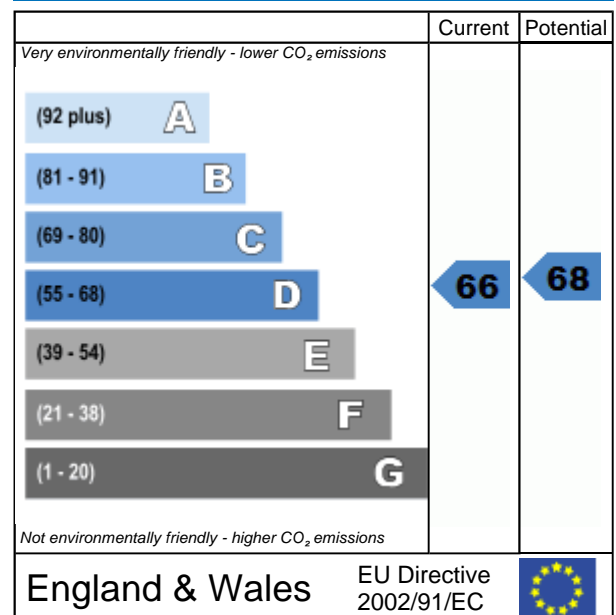 Current Potential
Very environmentally friendly - lower CO₂ emissions
(92 plus) A
(81 - 91) B
(69 - 80) C
(55 - 68) D 66 68
(39 - 54) E
(21 - 38) F
(1 - 20) G
Not environmentally friendly - higher CO₂ emissions
England & Wales EU Directive
2002/91/EC